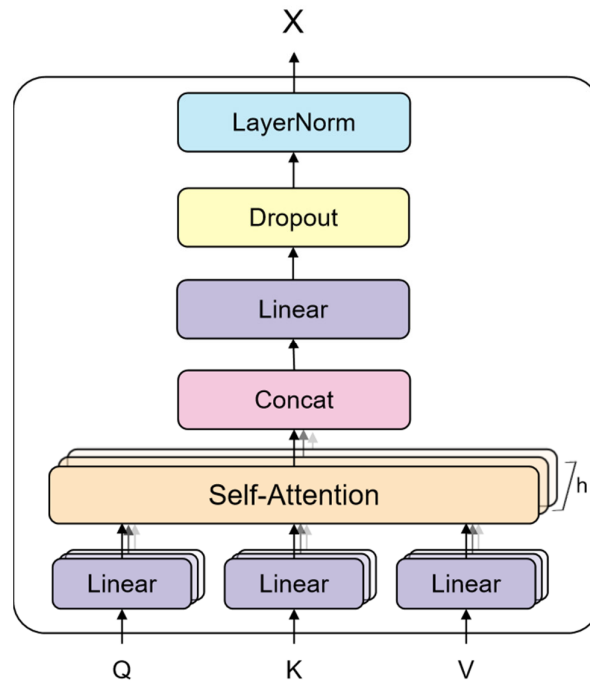 X
LayerNorm
Dropout
Linear
Concat
Self-Attention
h
Linear Linear Linear
Q K V